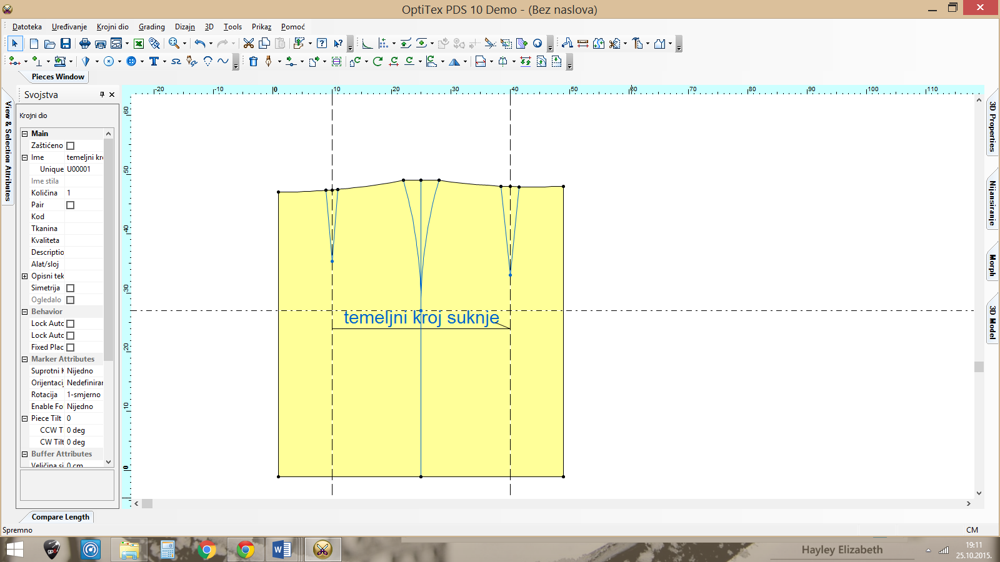 OptiTex PDS 10 Demo - (Bez naslova)
Datoteka Uređivanje Krojni dio Grading Dizajn 3D Tools Prikaz Pomoć
Pieces Window
Svojstva
Krojni dio
Main
Zaštićeno
Ime temeljni kr
Unique U00001
Ime stila
Količina 1
Pair
Kod
Tkanina
Kvaliteta
Descriptio
Alat/sloj
Opisni tek
Simetrija
Ogledalo
Behavior
Lock Auto
Lock Auto
Fixed Plac
Marker Attributes
Suprotni k Nijedno
Orijentacij Nedefinirar
Rotacija 1-smjerno
Enable Fo Nijedno
Piece Tilt 0
CCW T 0 deg
CW Tilt 0 deg
Buffer Attributes
Veličina si 0 cm
View & Selection Attributes
-20 -10 0 10 20 30 40 50 60 70 80 90 100 110
60
50
40
30
20
10
0
temeljni kroj suknje
3D Properties
Nijansiranje
Morph
3D Model
Compare Length
Spremno CM
Hayley Elizabeth
19:11
25.10.2015.